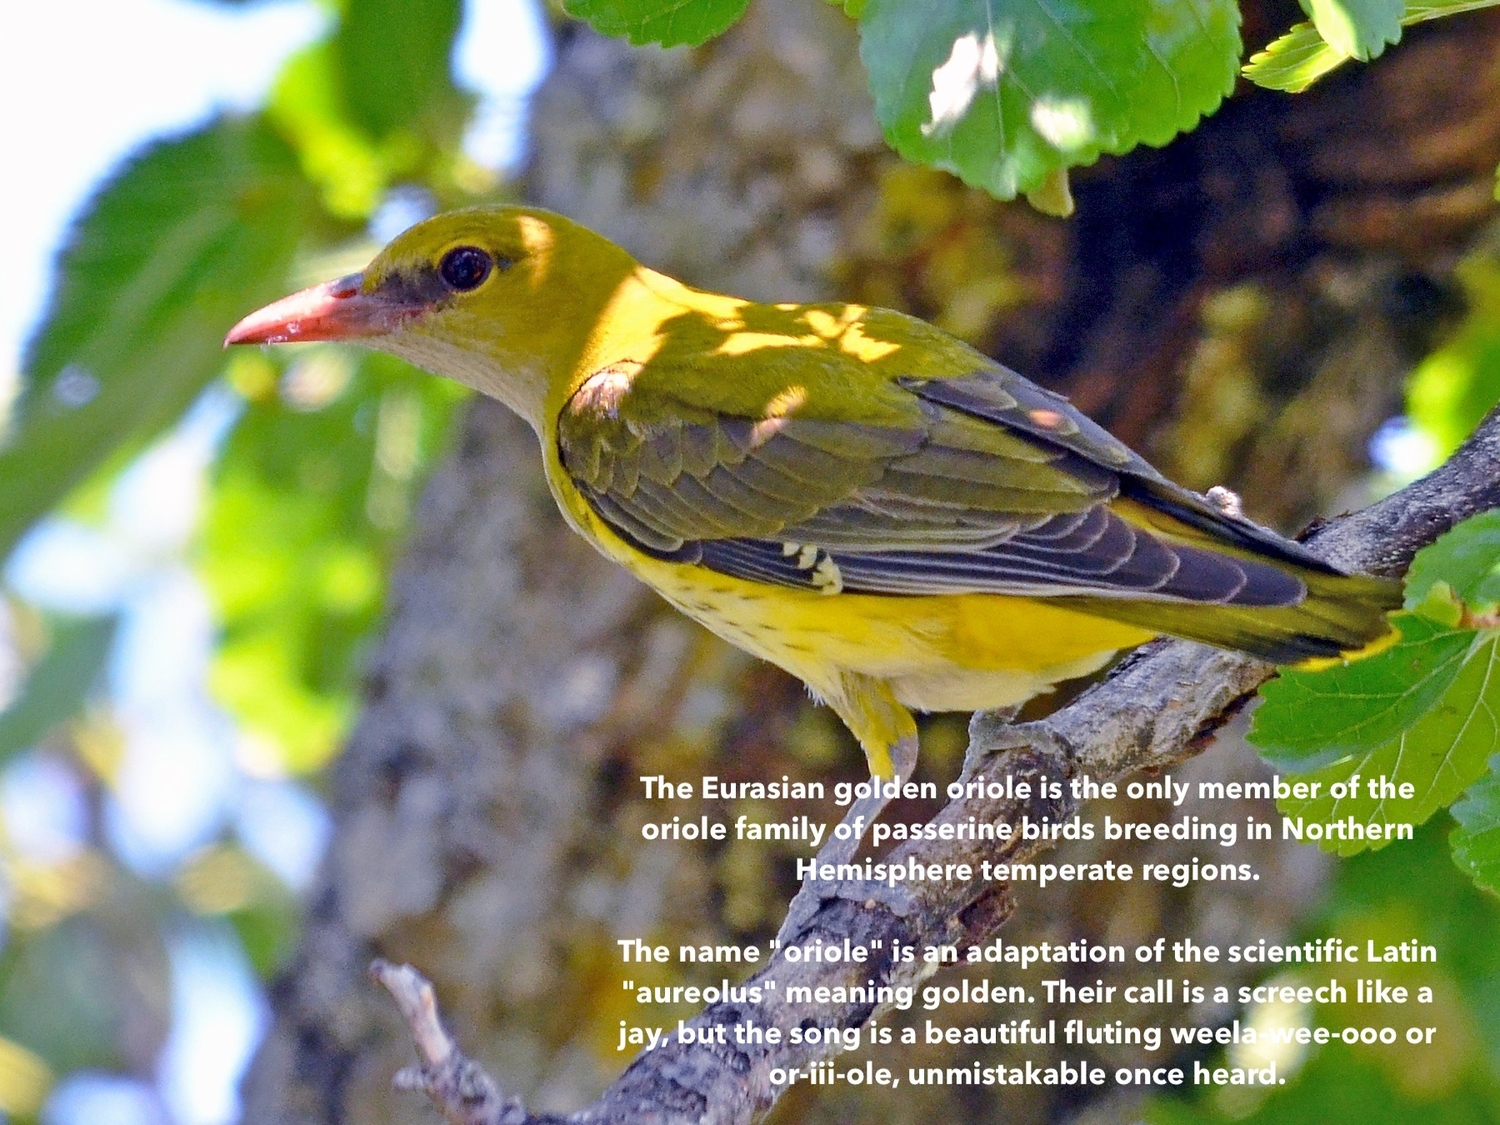 The Eurasian golden oriole is the only member of the
oriole family of passerine birds breeding in Northern
Hemisphere temperate regions.
The name "oriole" is an adaptation of the scientific Latin
"aureolus" meaning golden. Their call is a screech like a
jay, but the song is a beautiful fluting weela-wee-ooo or
or-iii-ole, unmistakable once heard.